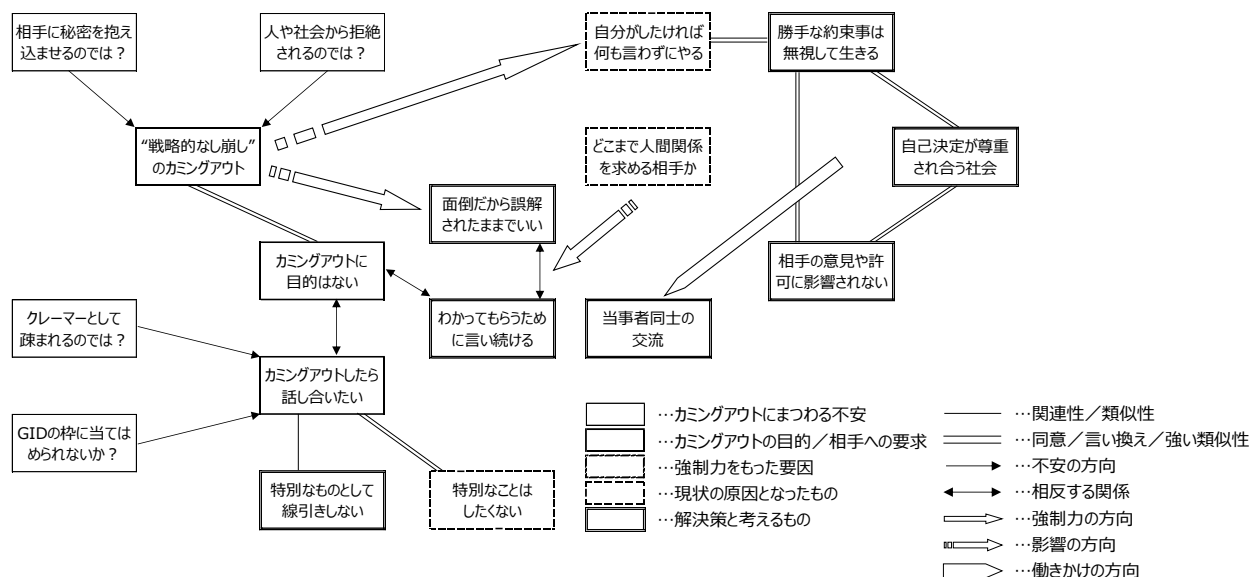 相手に秘密を抱え
込ませるのでは？
人や社会から拒絶
されるのでは？
自分がしたければ
何も言わずにやる
勝手な約束事は
無視して生きる
“戦略的なし崩し”
のカミングアウト
どこまで人間関係
を求める相手か
自己決定が尊重
され合う社会
面倒だから誤解
されたままでいい
カミングアウトに
目的はない
相手の意見や許
可に影響されない
クレーマーとして
疎まれるのでは？
わかってもらうため
に言い続ける
当事者同士の
交流
カミングアウトしたら
話し合いたい
GIDの枠に当ては
められないか？
特別なものとして
線引きしない
特別なことは
したくない
…カミングアウトにまつわる不安
…カミングアウトの目的／相手への要求
…強制力をもった要因
…現状の原因となったもの
…解決策と考えるもの
…関連性／類似性
…同意／言い換え／強い類似性
…不安の方向
…相反する関係
…強制力の方向
…影響の方向
…働きかけの方向